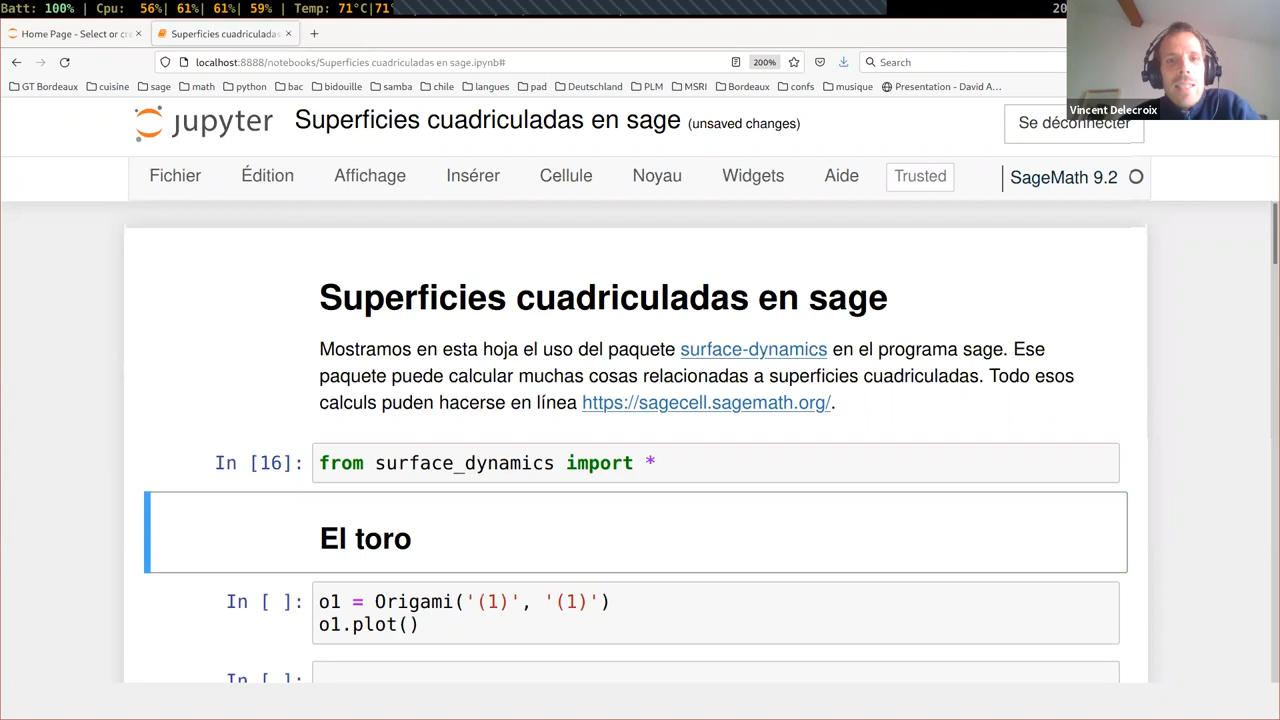 Batt: 100% | Cpu: 56%| 61%| 61%| 59% | Temp: 71°C|71°
Home Page - Select or cre
Superficies cuadriculadas
localhost:8888/notebooks/Superficies cuadriculadas en sage.ipynb#
200%
Search
GT Bordeaux cuisine sage math python bac bidouille samba chile langues pad Deutschland PLM MSRI Bordeaux confs musique Presentation - David A...
Vincent Delecroix
jupyter Superficies cuadriculadas en sage (unsaved changes)
Se déconnecter
Fichier Édition Affichage Insérer Cellule Noyau Widgets Aide Trusted SageMath 9.2
Superficies cuadriculadas en sage
Mostramos en esta hoja el uso del paquete surface-dynamics en el programa sage. Ese
paquete puede calcular muchas cosas relacionadas a superficies cuadriculadas. Todo esos
calculs puden hacerse en línea https://sagecell.sagemath.org/.
In [16]: from surface_dynamics import *
El toro
In [ ]: o1 = Origami('(1)', '(1)')
o1.plot()
In [ ]: